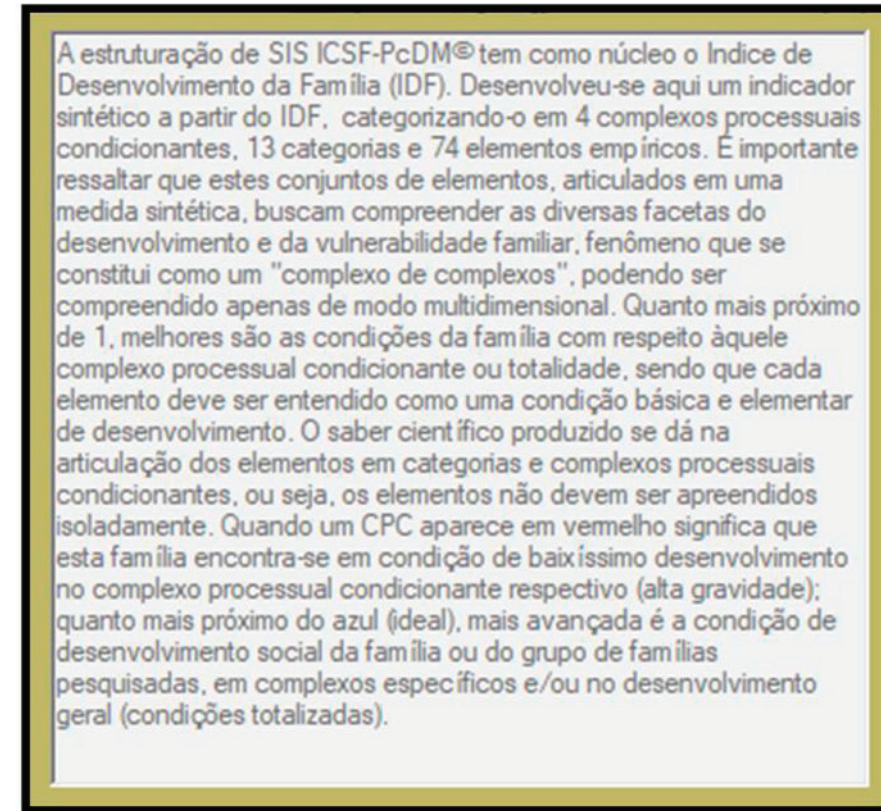 A estruturação de SIS ICSF-PcDM© tem como núcleo o Indice de
Desenvolvimento da Família (IDF). Desenvolveu-se aqui um indicador
sintético a partir do IDF, categorizando-o em 4 complexos processuais
condicionantes, 13 categorias e 74 elementos empíricos. É importante
ressaltar que estes conjuntos de elementos, articulados em uma
medida sintética, buscam compreender as diversas facetas do
desenvolvimento e da vulnerabilidade familiar, fenômeno que se
constitui como um "complexo de complexos", podendo ser
compreendido apenas de modo multidimensional. Quanto mais próximo
de 1, melhores são as condições da família com respeito àquele
complexo processual condicionante ou totalidade, sendo que cada
elemento deve ser entendido como uma condição básica e elementar
de desenvolvimento. O saber científico produzido se dá na
articulação dos elementos em categorias e complexos processuais
condicionantes, ou seja, os elementos não devem ser apreendidos
isoladamente. Quando um CPC aparece em vermelho significa que
esta família encontra-se em condição de baixíssimo desenvolvimento
no complexo processual condicionante respectivo (alta gravidade);
quanto mais próximo do azul (ideal), mais avançada é a condição de
desenvolvimento social da família ou do grupo de famílias
pesquisadas, em complexos específicos e/ou no desenvolvimento
geral (condições totalizadas).